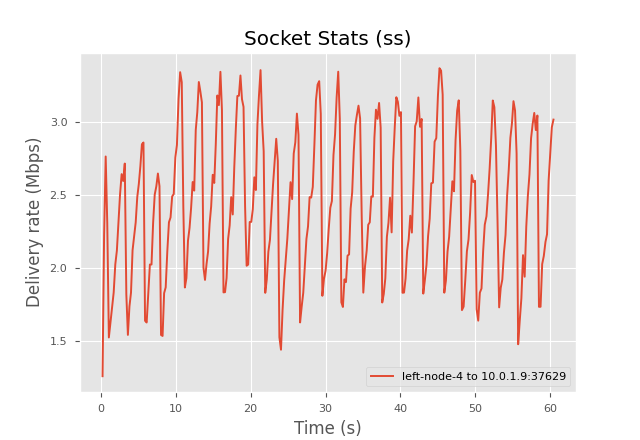 Socket Stats (ss)
Delivery rate (Mbps)
3.0
2.5
2.0
1.5
left-node-4 to 10.0.1.9:37629
0 10 20 30 40 50 60
Time (s)